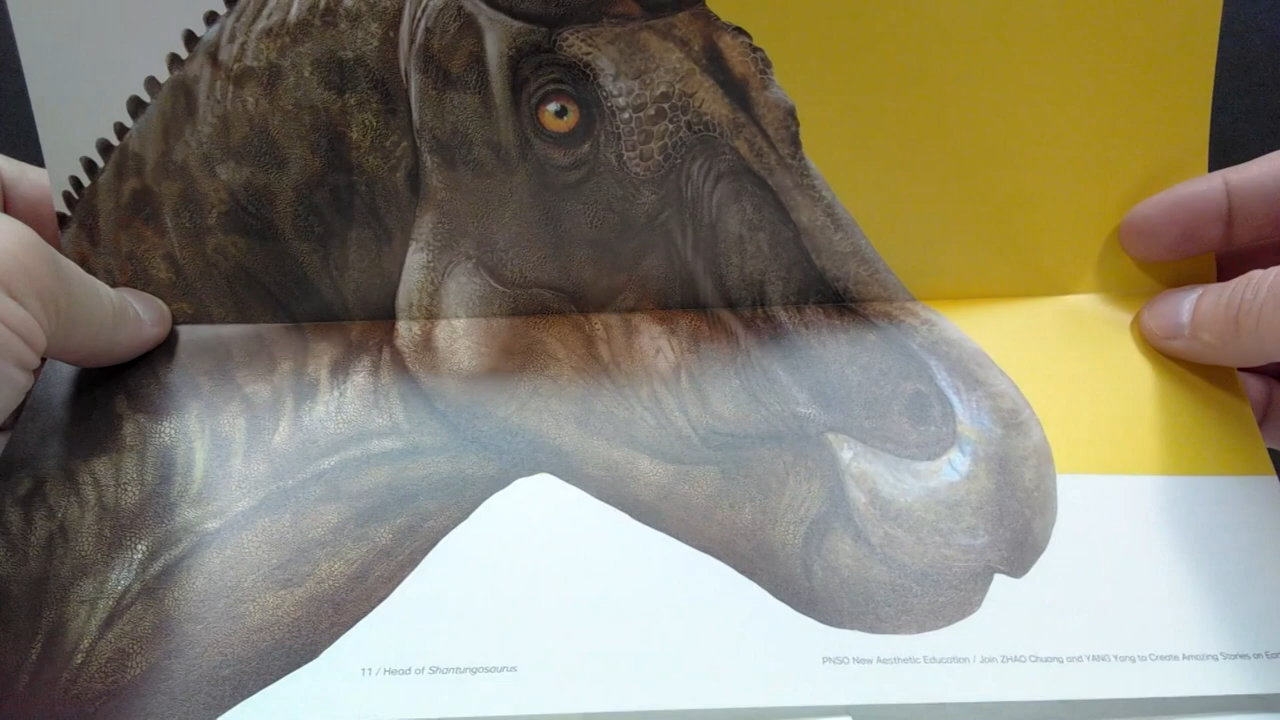 11 / Head of Shantungosaurus
PNSO New Aesthetic Education / Join ZHAO Chuang and YANG Yang to Create Amazing Stories on Ear